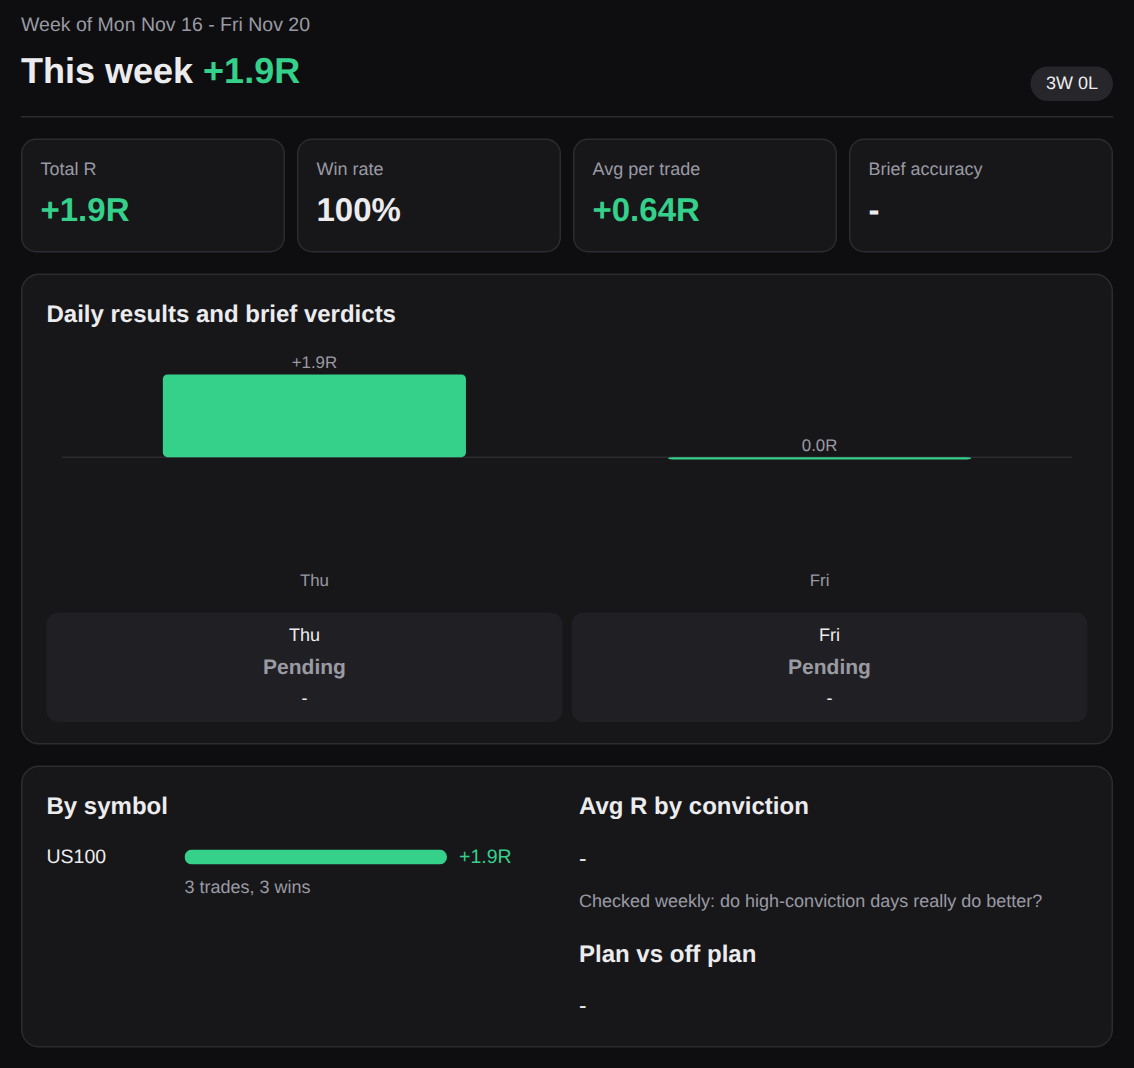 Week of Mon Nov 16 - Fri Nov 20
This week +1.9R
3W 0L
Total R
+1.9R
Win rate
100%
Avg per trade
+0.64R
Brief accuracy
-
Daily results and brief verdicts
+1.9R
0.0R
Thu
Fri
Thu
Pending
-
Fri
Pending
-
By symbol
US100
+1.9R
3 trades, 3 wins
Avg R by conviction
-
Checked weekly: do high-conviction days really do better?
Plan vs off plan
-